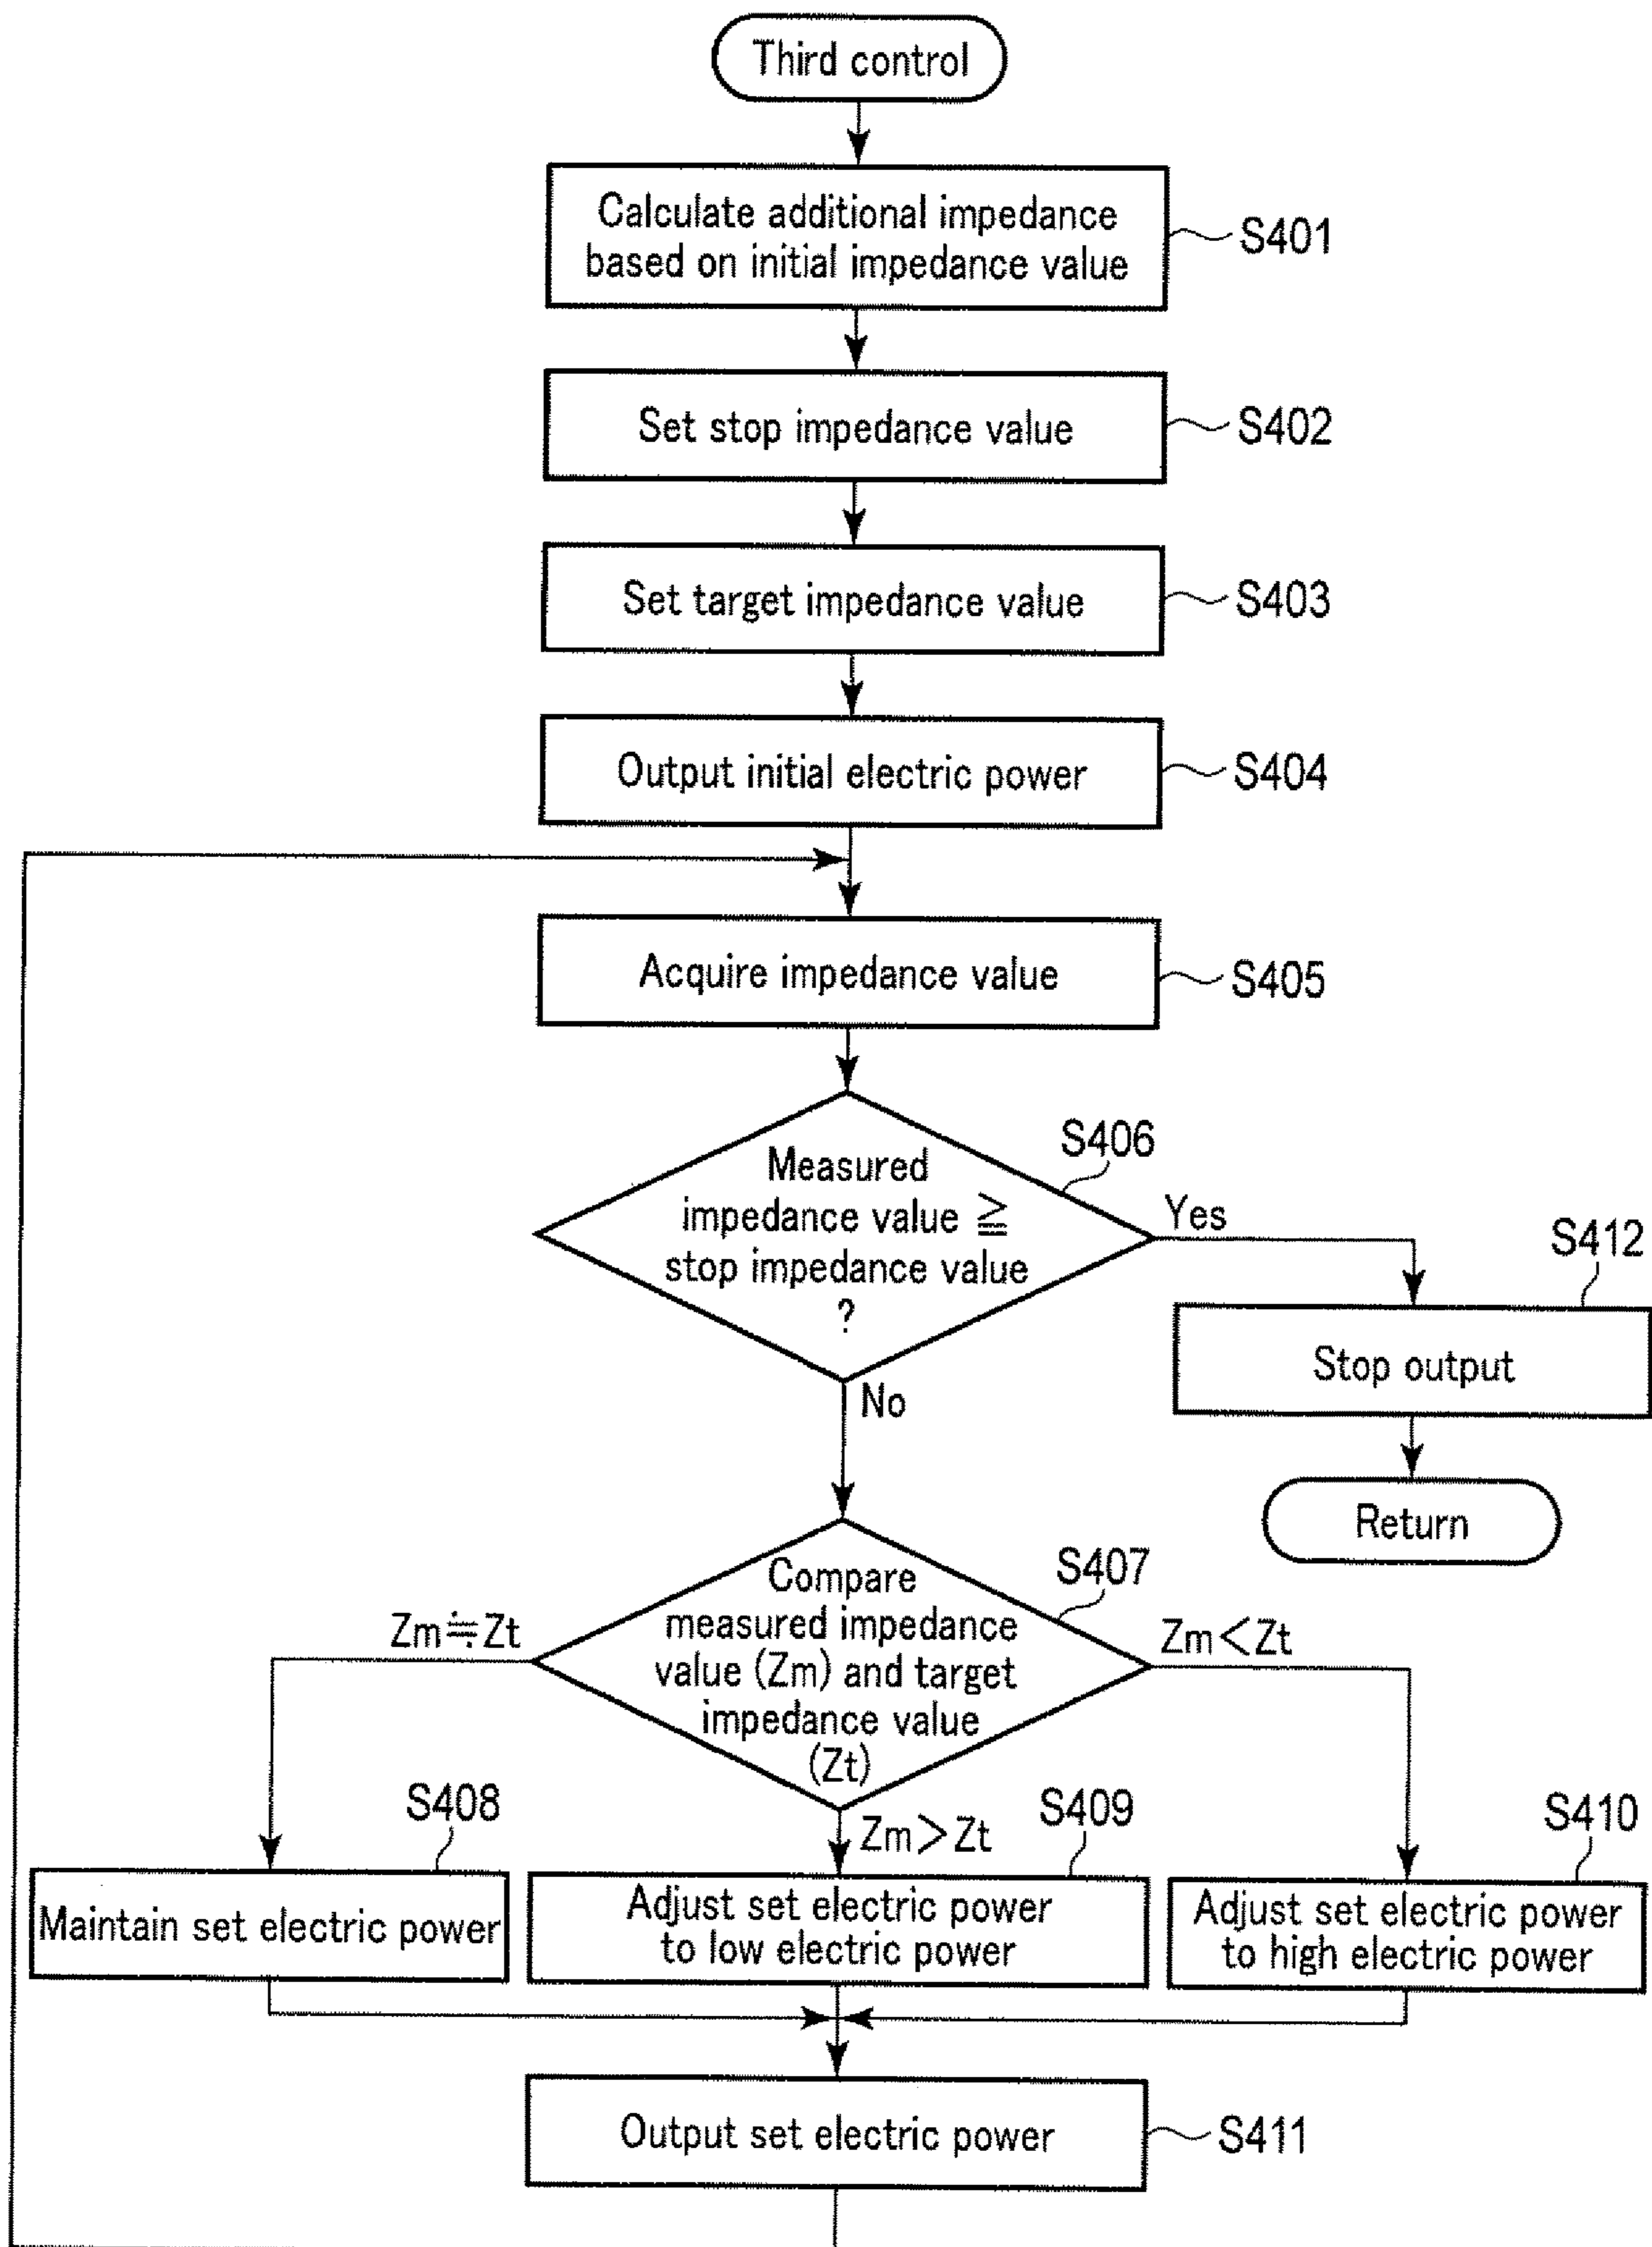 Third control
Calculate additional impedance
based on initial impedance value
S401
Set stop impedance value
S402
Set target impedance value
S403
Output initial electric power
S404
Acquire impedance value
S405
Measured
impedance value ≧
stop impedance value
?
S406
Yes
No
S412
Stop output
Return
Compare
measured impedance
value (Zm) and target
impedance value
(Zt)
S407
Zm≒Zt
Zm<Zt
Zm>Zt
S408
Maintain set electric power
S409
Adjust set electric power
to low electric power
S410
Adjust set electric power
to high electric power
Output set electric power
S411